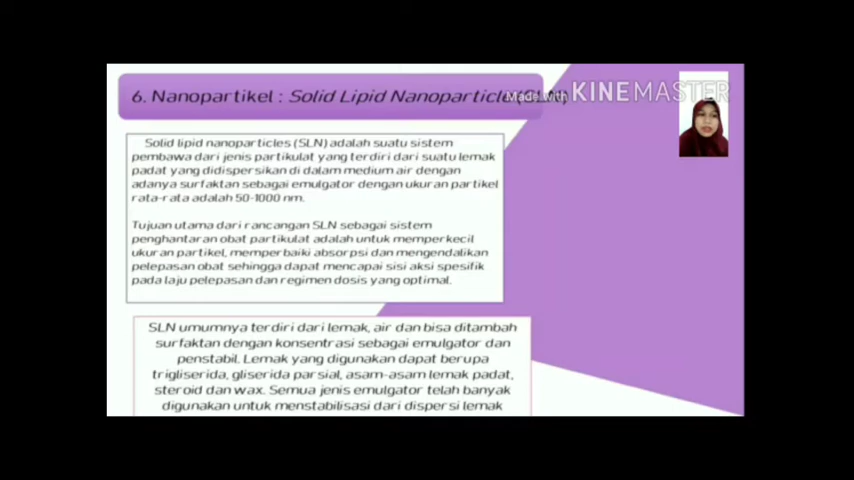 6. Nanopartikel : Solid Lipid Nanoparticle (SLN)
Made with KINEMASTER
Solid lipid nanoparticles (SLN) adalah suatu sistem
pembawa dari jenis partikulat yang terdiri dari suatu lemak
padat yang didispersikan di dalam medium air dengan
adanya surfaktan sebagai emulgator dengan ukuran partikel
rata-rata adalah 50-1000 nm.
Tujuan utama dari rancangan SLN sebagai sistem
penghantaran obat partikulat adalah untuk memperkecil
ukuran partikel, memperbaiki absorpsi dan mengendalikan
pelepasan obat sehingga dapat mencapai sisi aksi spesifik
pada laju pelepasan dan regimen dosis yang optimal.
SLN umumnya terdiri dari lemak, air dan bisa ditambah
surfaktan dengan konsentrasi sebagai emulgator dan
penstabil. Lemak yang digunakan dapat berupa
trigliserida, gliserida parsial, asam-asam lemak padat,
steroid dan wax. Semua jenis emulgator telah banyak
digunakan untuk menstabilisasi dari dispersi lemak